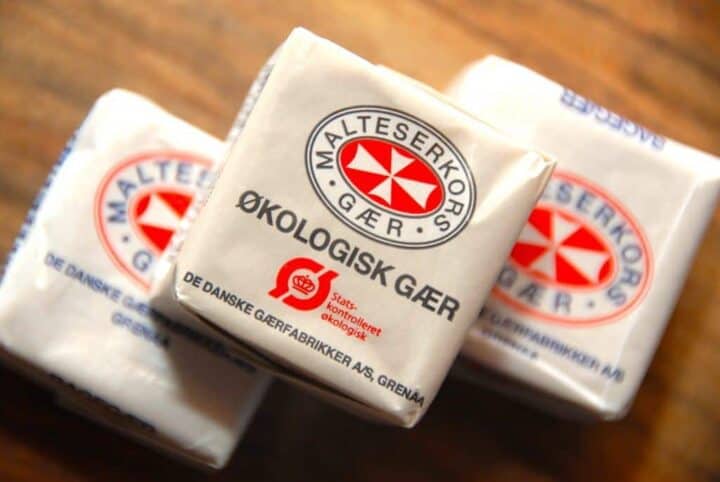 MALTESERKORS
· GÆR ·
ØKOLOGISK GÆR
Ø
Stats-
kontrolleret
økologisk
DE DANSKE GÆRFABRIKKER A/S, GRENAA
MALTESERKORS
· GÆR ·
DE DANSKE
GRENAA
BAGEGÆR
MALTESERKORS
GÆR ·
GÆRFABRIKKER A/S